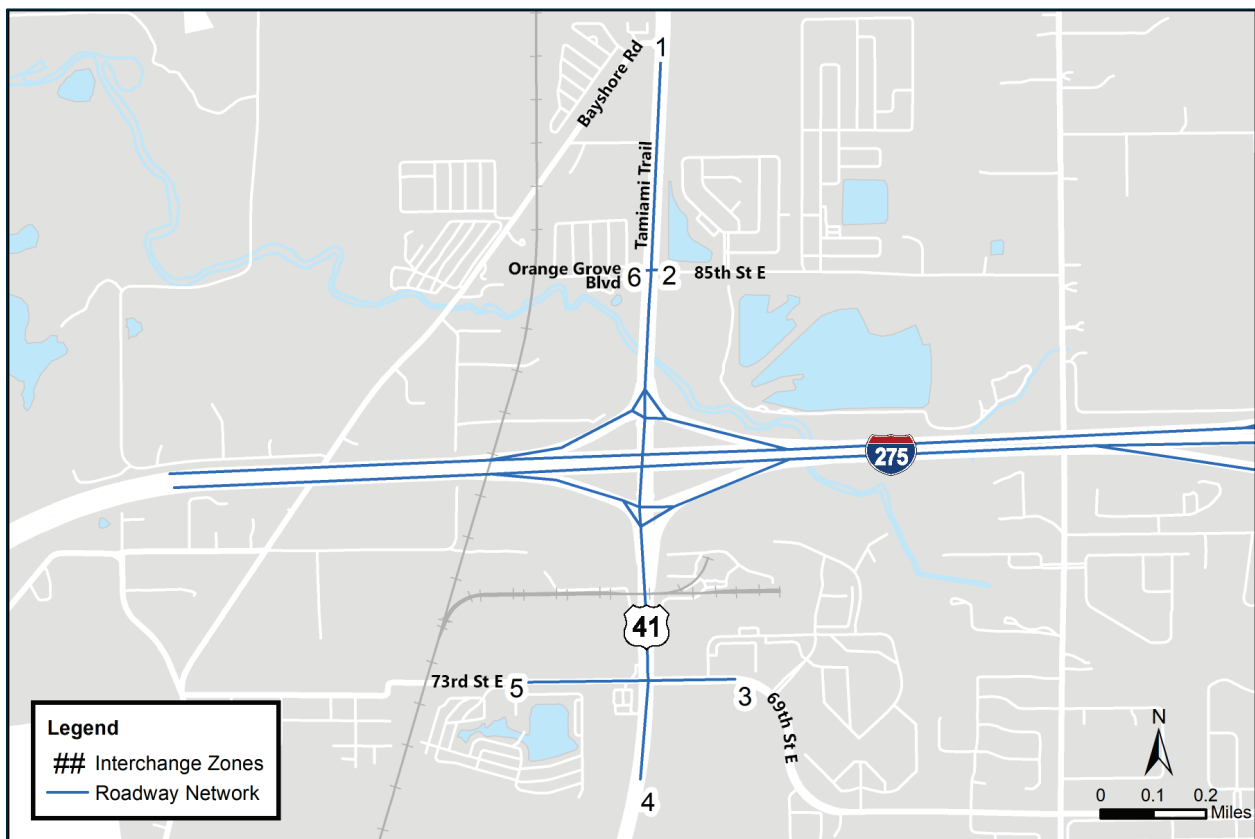 1
Bayshore Rd
Tamiami Trail
Orange Grove
Blvd
6
2
85th St E
275
41
73rd St E
5
3
69th St E
4
Legend
## Interchange Zones
Roadway Network
N
0 0.1 0.2
Miles